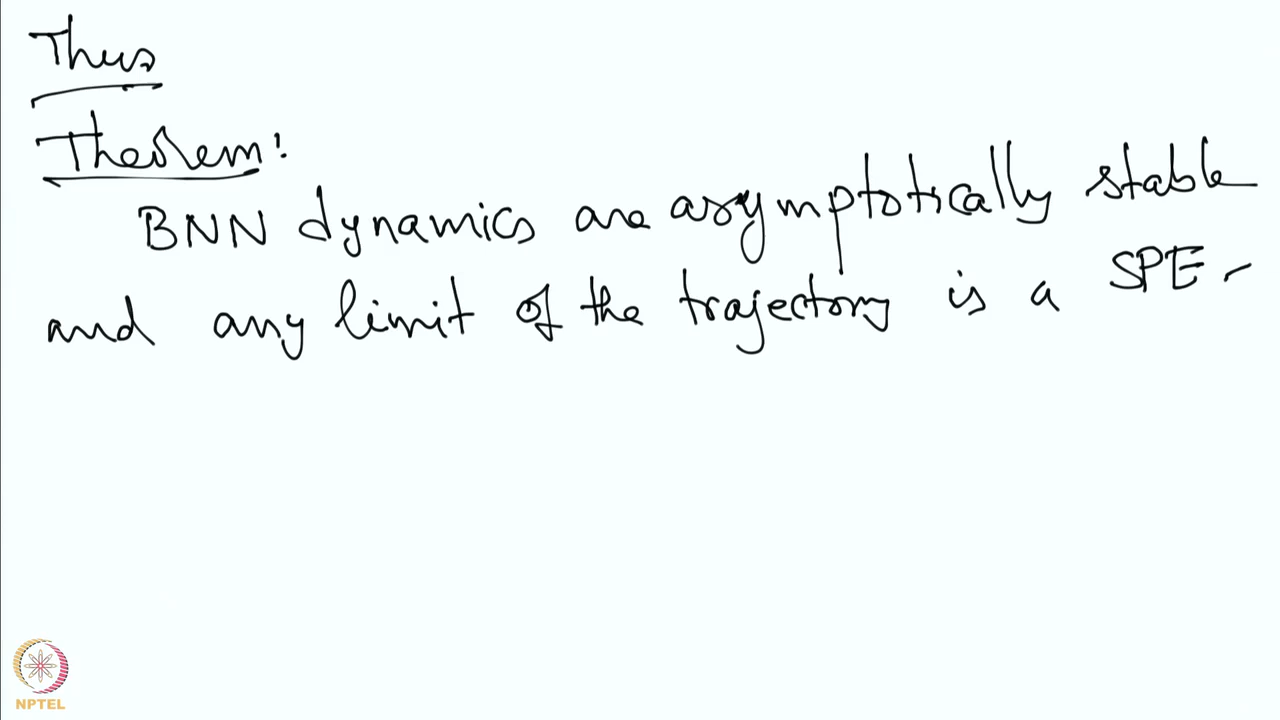 Thus
Theorem:
BNN dynamics are asymptotically stable
and any limit of the trajectory is a SPE.
NPTEL